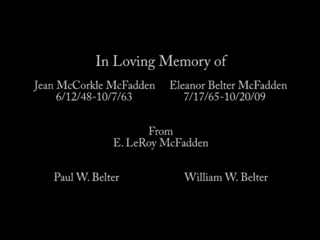 In Loving Memory of
Jean McCorkle McFadden Eleanor Belter McFadden
6/12/48-10/7/63 7/17/65-10/20/09
From
E. LeRoy McFadden
Paul W. Belter William W. Belter